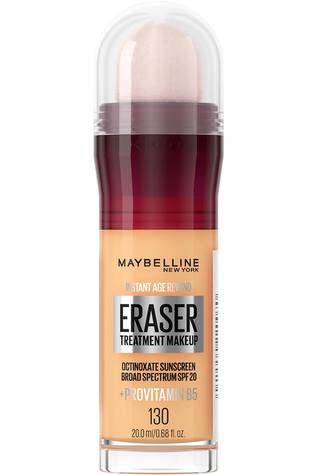 MAYBELLINE
NEW YORK
INSTANT AGE REWIND
ERASER
TREATMENT MAKEUP
OCTINOXATE SUNSCREEN
BROAD SPECTRUM SPF 20
+PROVITAMIN B5
130
20.0 ml/0.68 fl. oz.